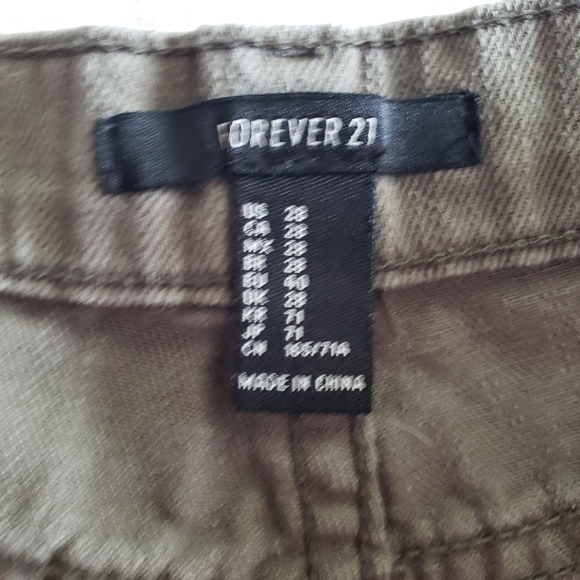 FOREVER 21
US 28
CA 28
MX 28
BR 28
EU 40
UK 28
KR 71
JP 71
CN 165/71A
MADE IN CHINA